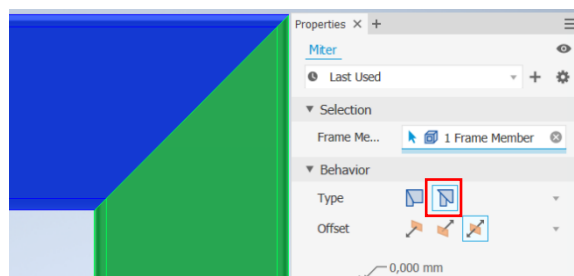 Properties × +
Miter
Last Used
Selection
Frame Me... 1 Frame Member
Behavior
Type
Offset
0,000 mm